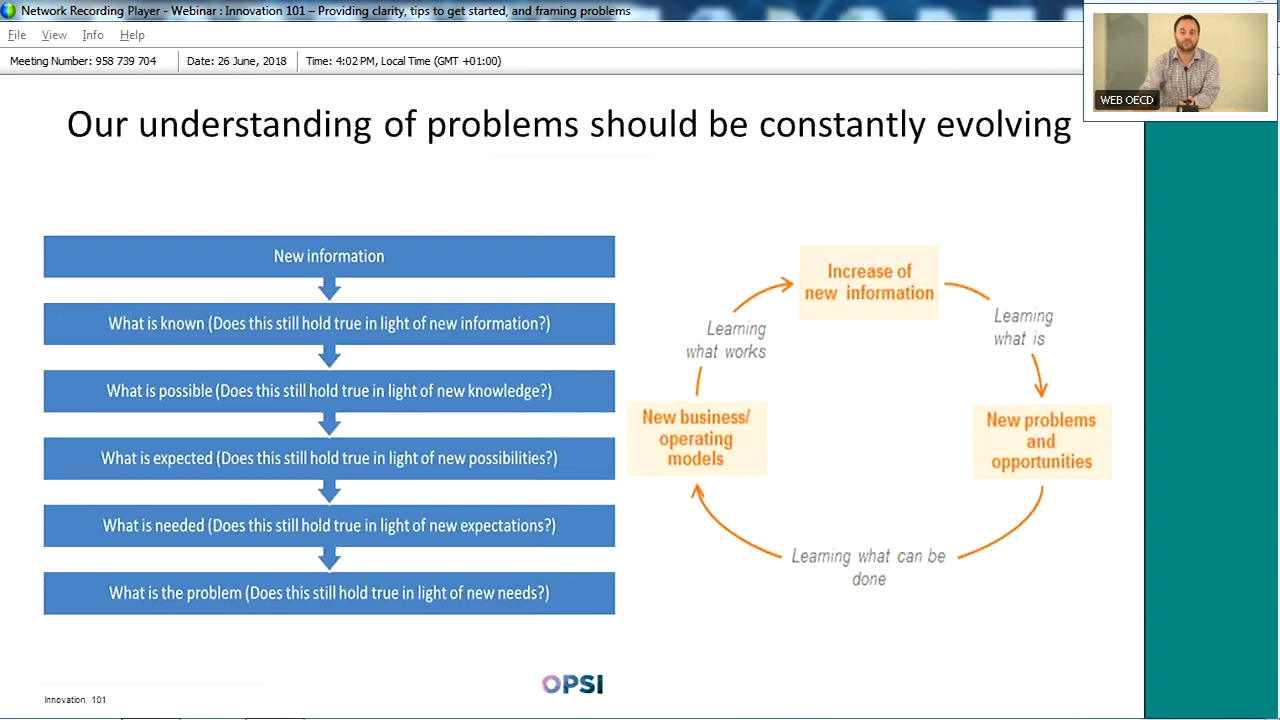 Network Recording Player - Webinar : Innovation 101 – Providing clarity, tips to get started, and framing problems
File View Info Help
Meeting Number: 958 739 704 Date: 26 June, 2018 Time: 4:02 PM, Local Time (GMT +01:00)
WEB OECD
Our understanding of problems should be constantly evolving
New information
What is known (Does this still hold true in light of new information?)
What is possible (Does this still hold true in light of new knowledge?)
What is expected (Does this still hold true in light of new possibilities?)
What is needed (Does this still hold true in light of new expectations?)
What is the problem (Does this still hold true in light of new needs?)
Increase of
new information
Learning
what is
New problems
and
opportunities
Learning what can be
done
New business/
operating
models
Learning
what works
Innovation 101
OPSI